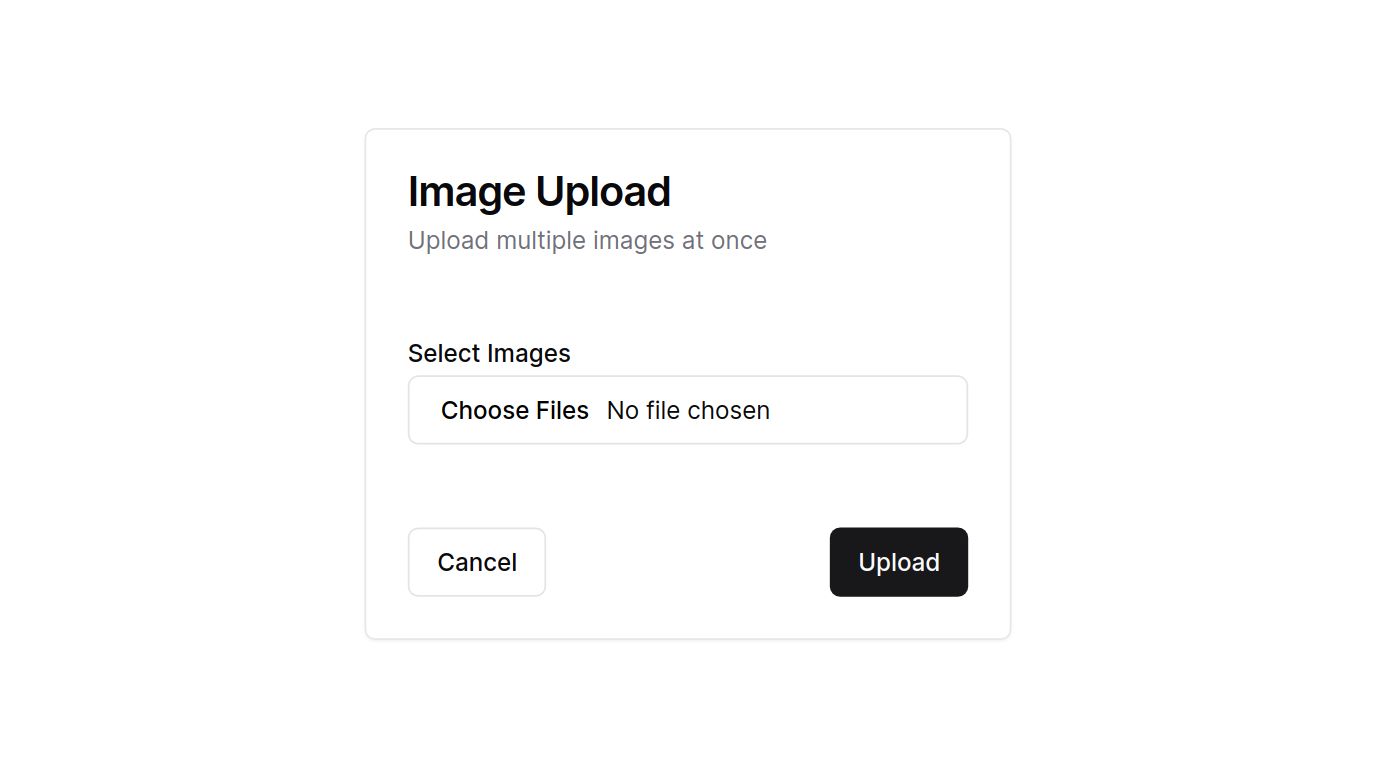 Image Upload
Upload multiple images at once
Select Images
Choose Files No file chosen
Cancel Upload